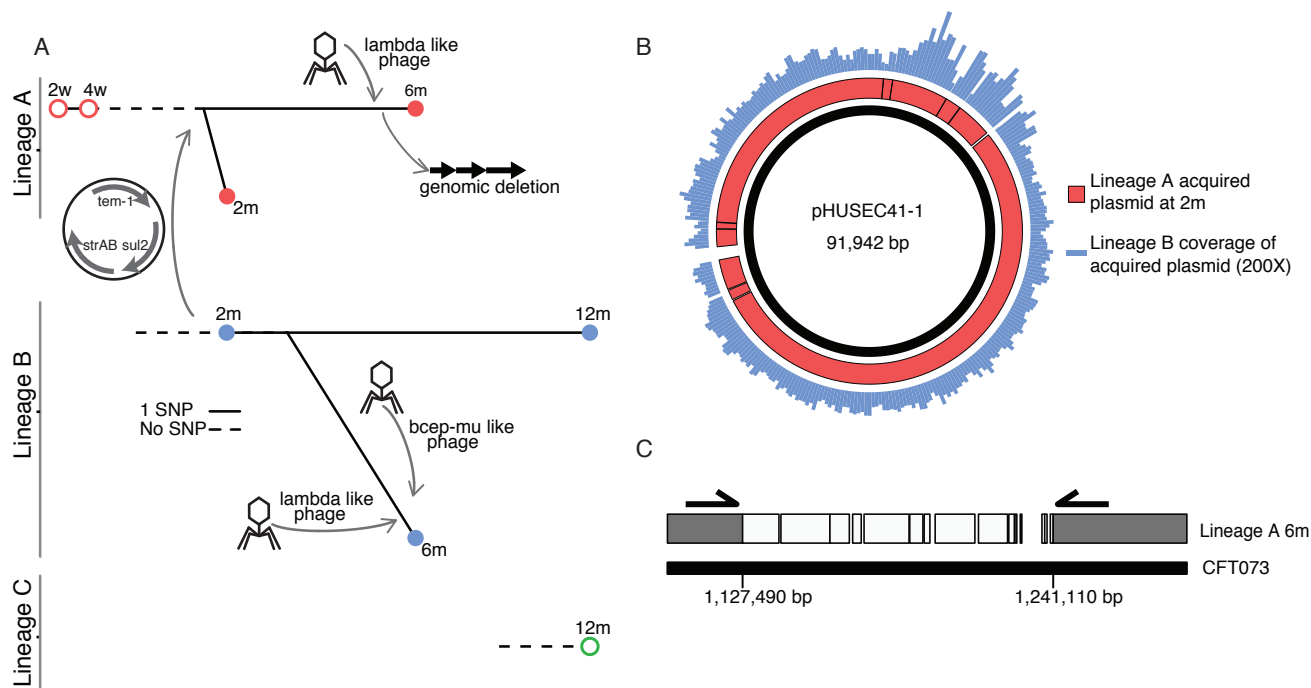 A
Lineage A
2w
4w
lambda like
phage
6m
genomic deletion
2m
tem-1
strAB sul2
Lineage B
2m
12m
1 SNP
No SNP
bcep-mu like
phage
lambda like
phage
6m
Lineage C
12m
B
pHUSEC41-1
91,942 bp
Lineage A acquired
plasmid at 2m
Lineage B coverage of
acquired plasmid (200X)
C
Lineage A 6m
CFT073
1,127,490 bp
1,241,110 bp